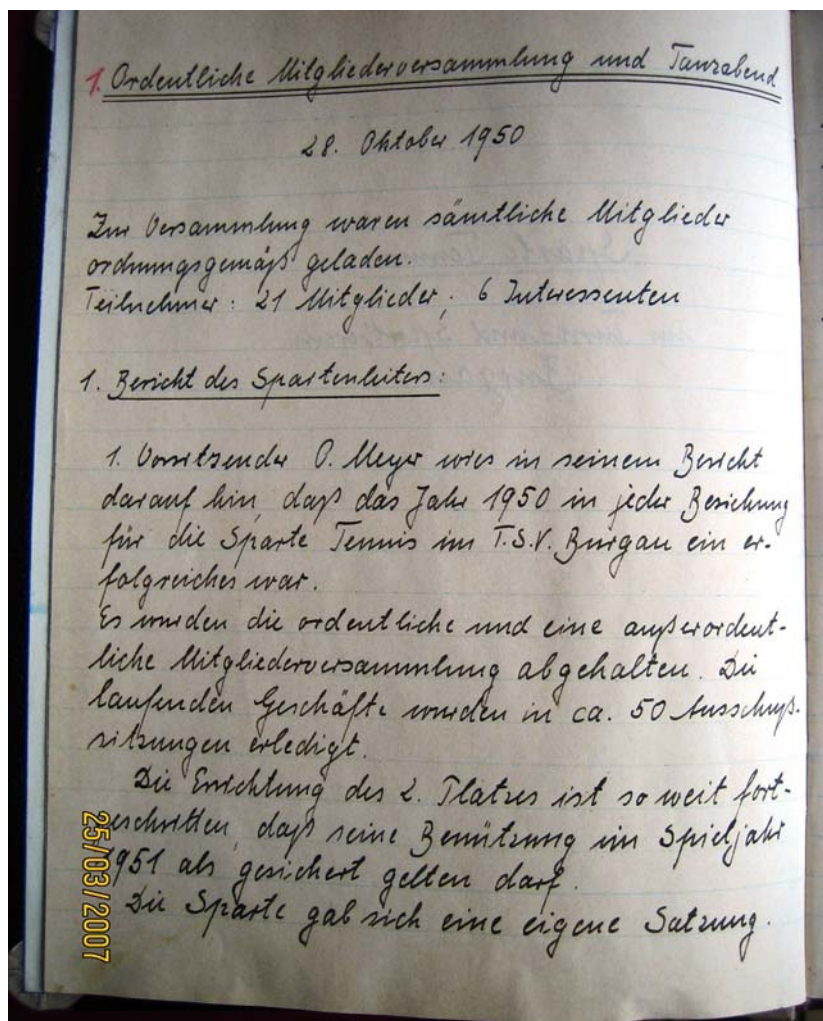 1. Ordentliche Mitgliederversammlung und Tanzabend
28. Oktober 1950
Zur Versammlung waren sämtliche Mitglieder
ordnungsgemäß geladen.
Teilnehmer: 21 Mitglieder, 6 Interessenten
1. Bericht des Spartenleiters:
1. Vorsitzender O. Meyer wies in seinem Bericht
darauf hin, daß das Jahr 1950 in jeder Beziehung
für die Sparte Tennis im T.S.V. Burgau ein er-
folgreiches war.
Es wurden die ordentliche und eine außerordent-
liche Mitgliederversammlung abgehalten. Die
laufenden Geschäfte wurden in ca. 50 Ausschuß-
sitzungen erledigt.
Die Errichtung des 2. Platzes ist so weit fort-
geschritten, daß seine Benützung im Spieljahr
1951 als gesichert gelten darf.
Die Sparte gab sich eine eigene Satzung.
25/03/2007